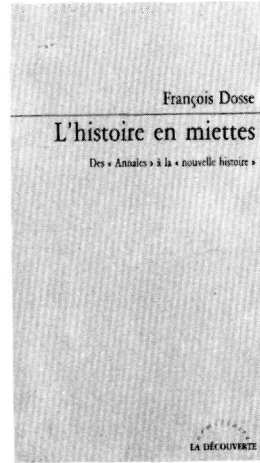 François Dosse
L'histoire en miettes
Des « Annales » à la « nouvelle histoire »
LA DÉCOUVERTE